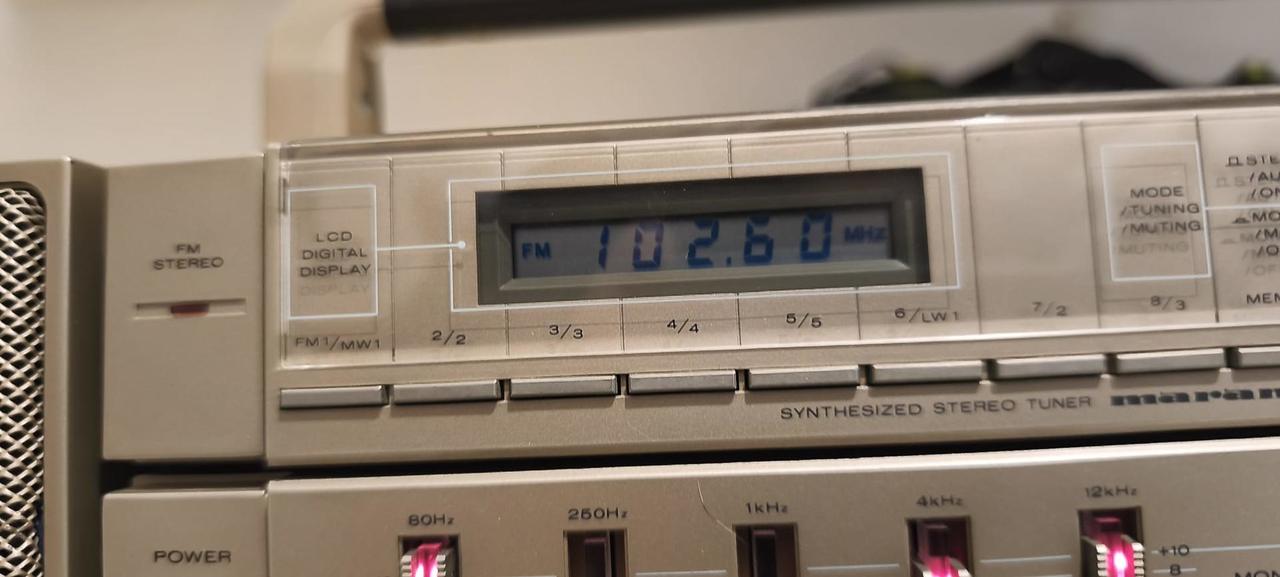 FM
STEREO
LCD
DIGITAL
DISPLAY
FM 102.60 MHz
MODE
/TUNING
/MUTING
FM1/MW1
2/2
3/3
4/4
5/5
6/LW1
7/2
8/3
SYNTHESIZED STEREO TUNER
POWER
80Hz
250Hz
1kHz
4kHz
12kHz
+10
8